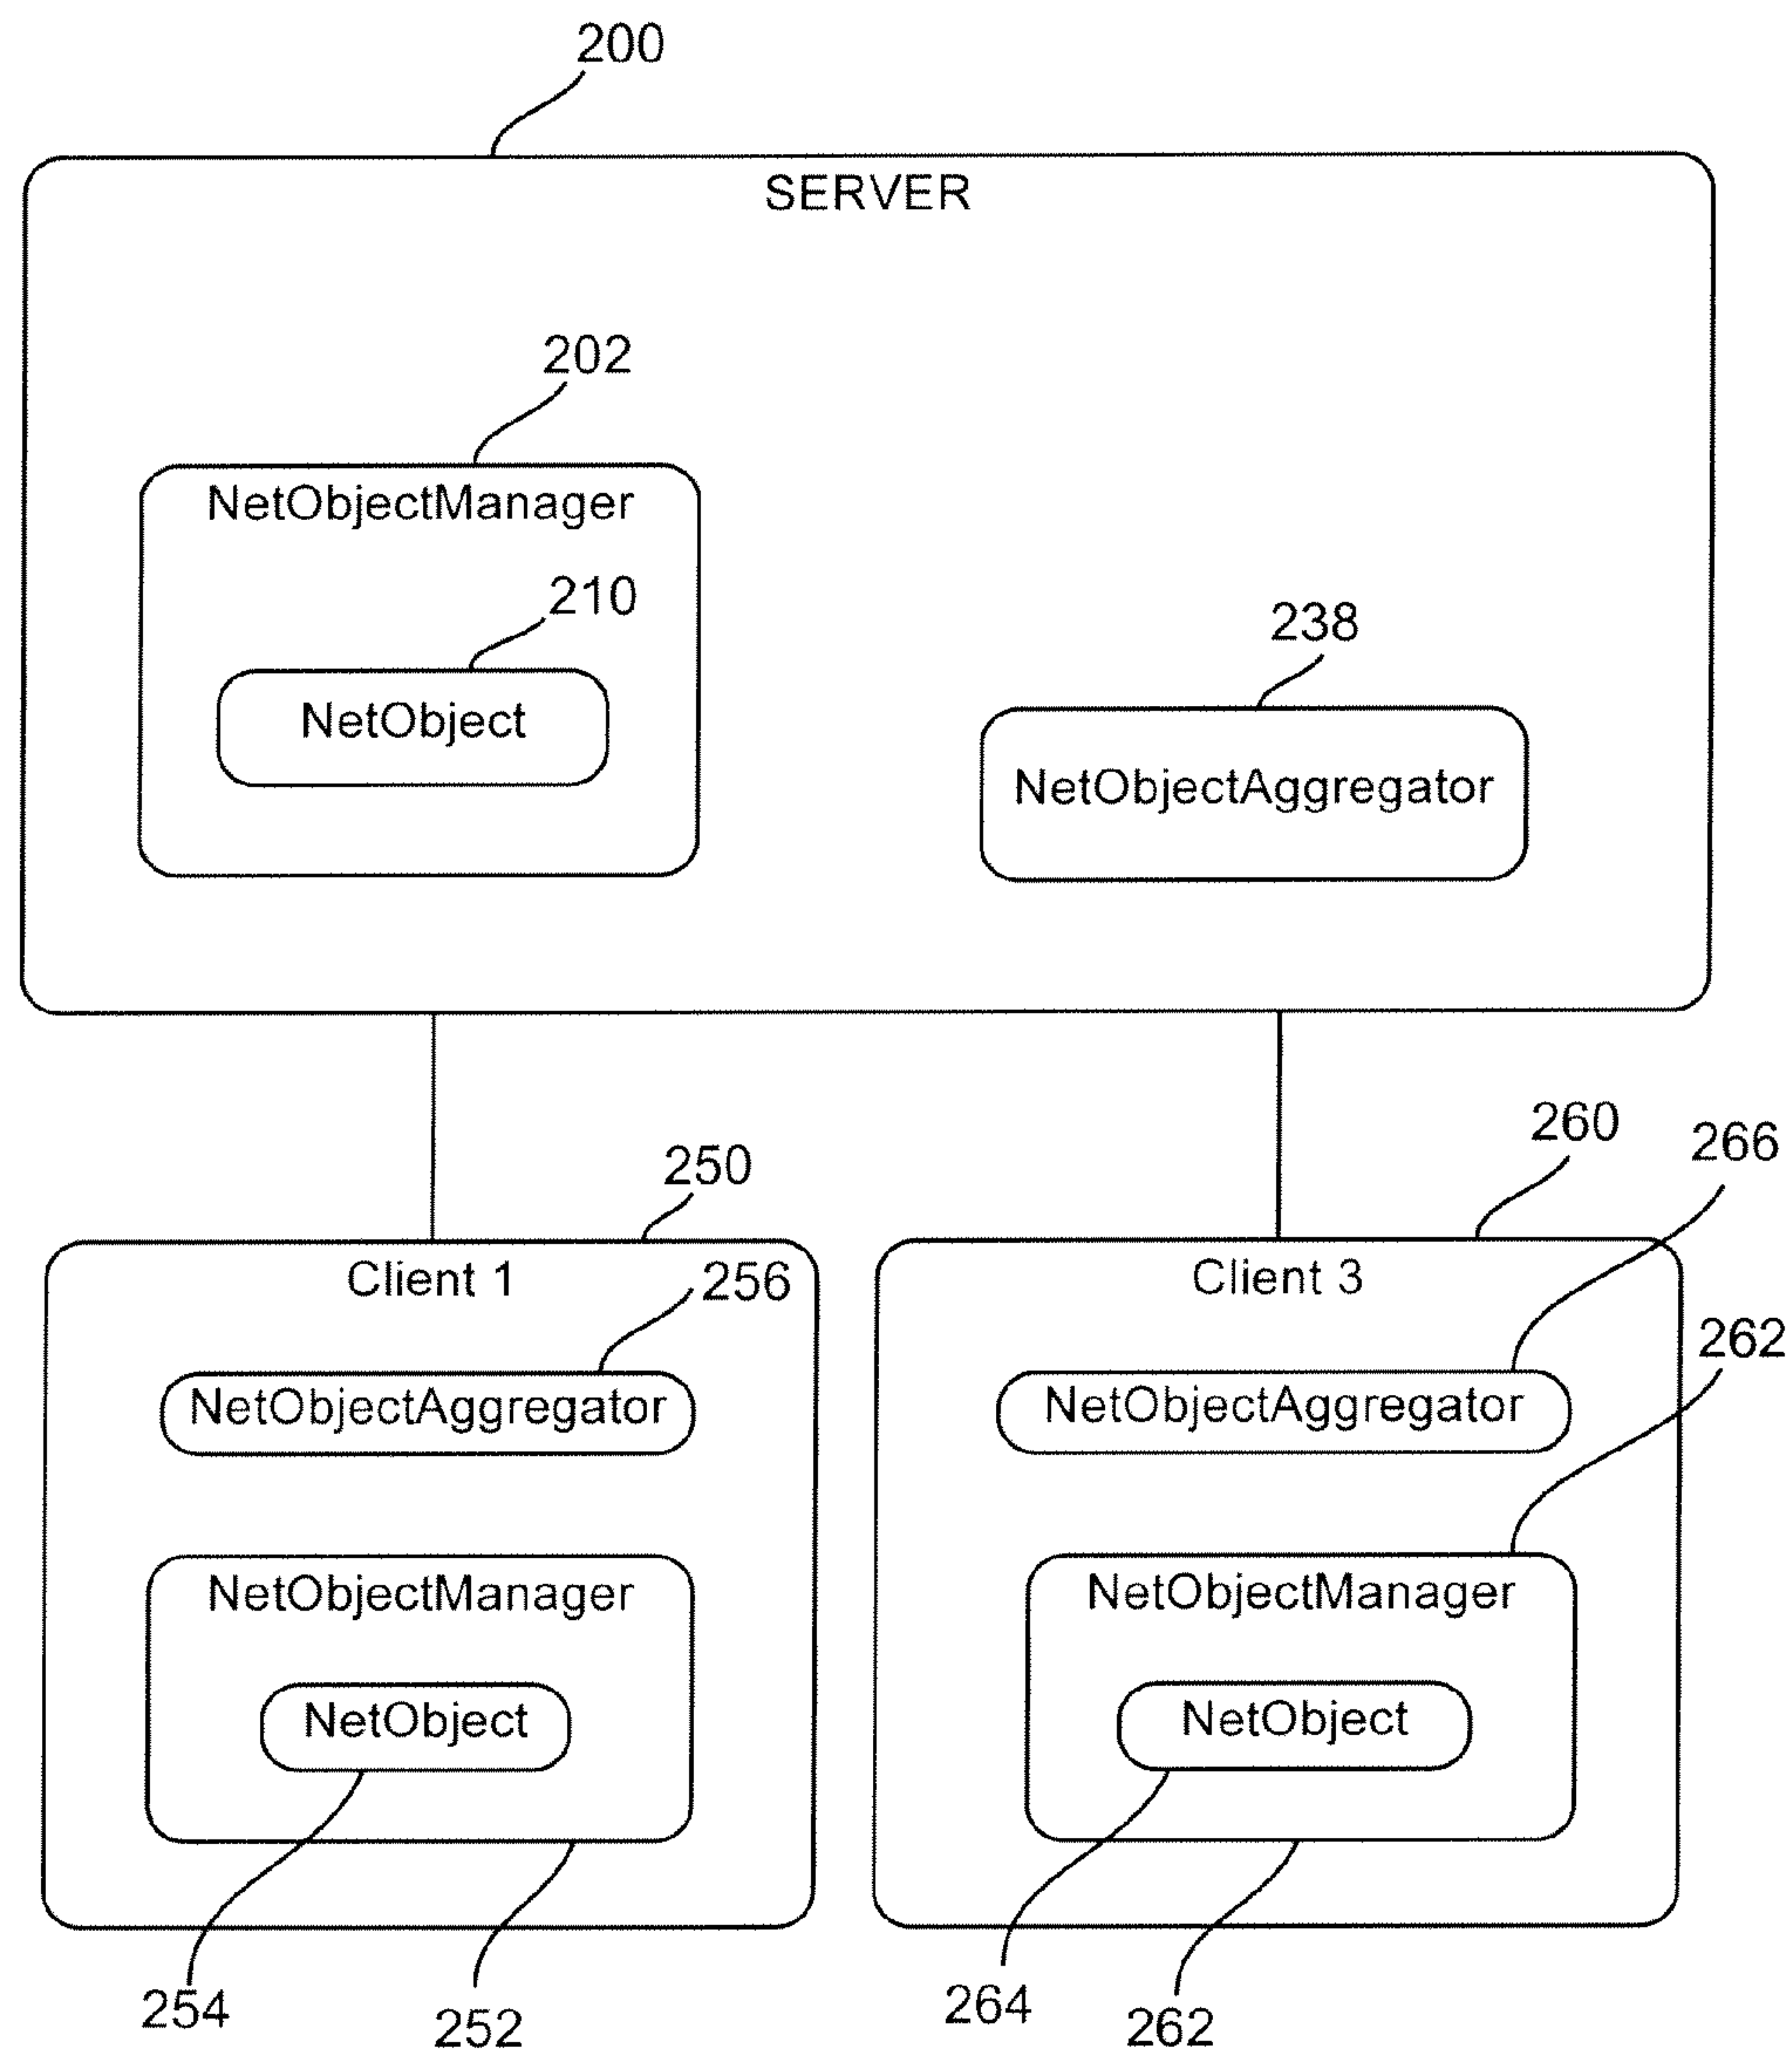 200
SERVER
202
NetObjectManager
210
NetObject
238
NetObjectAggregator
250
260
266
Client 1
256
NetObjectAggregator
NetObjectManager
NetObject
254
252
Client 3
262
NetObjectAggregator
NetObjectManager
NetObject
264
262